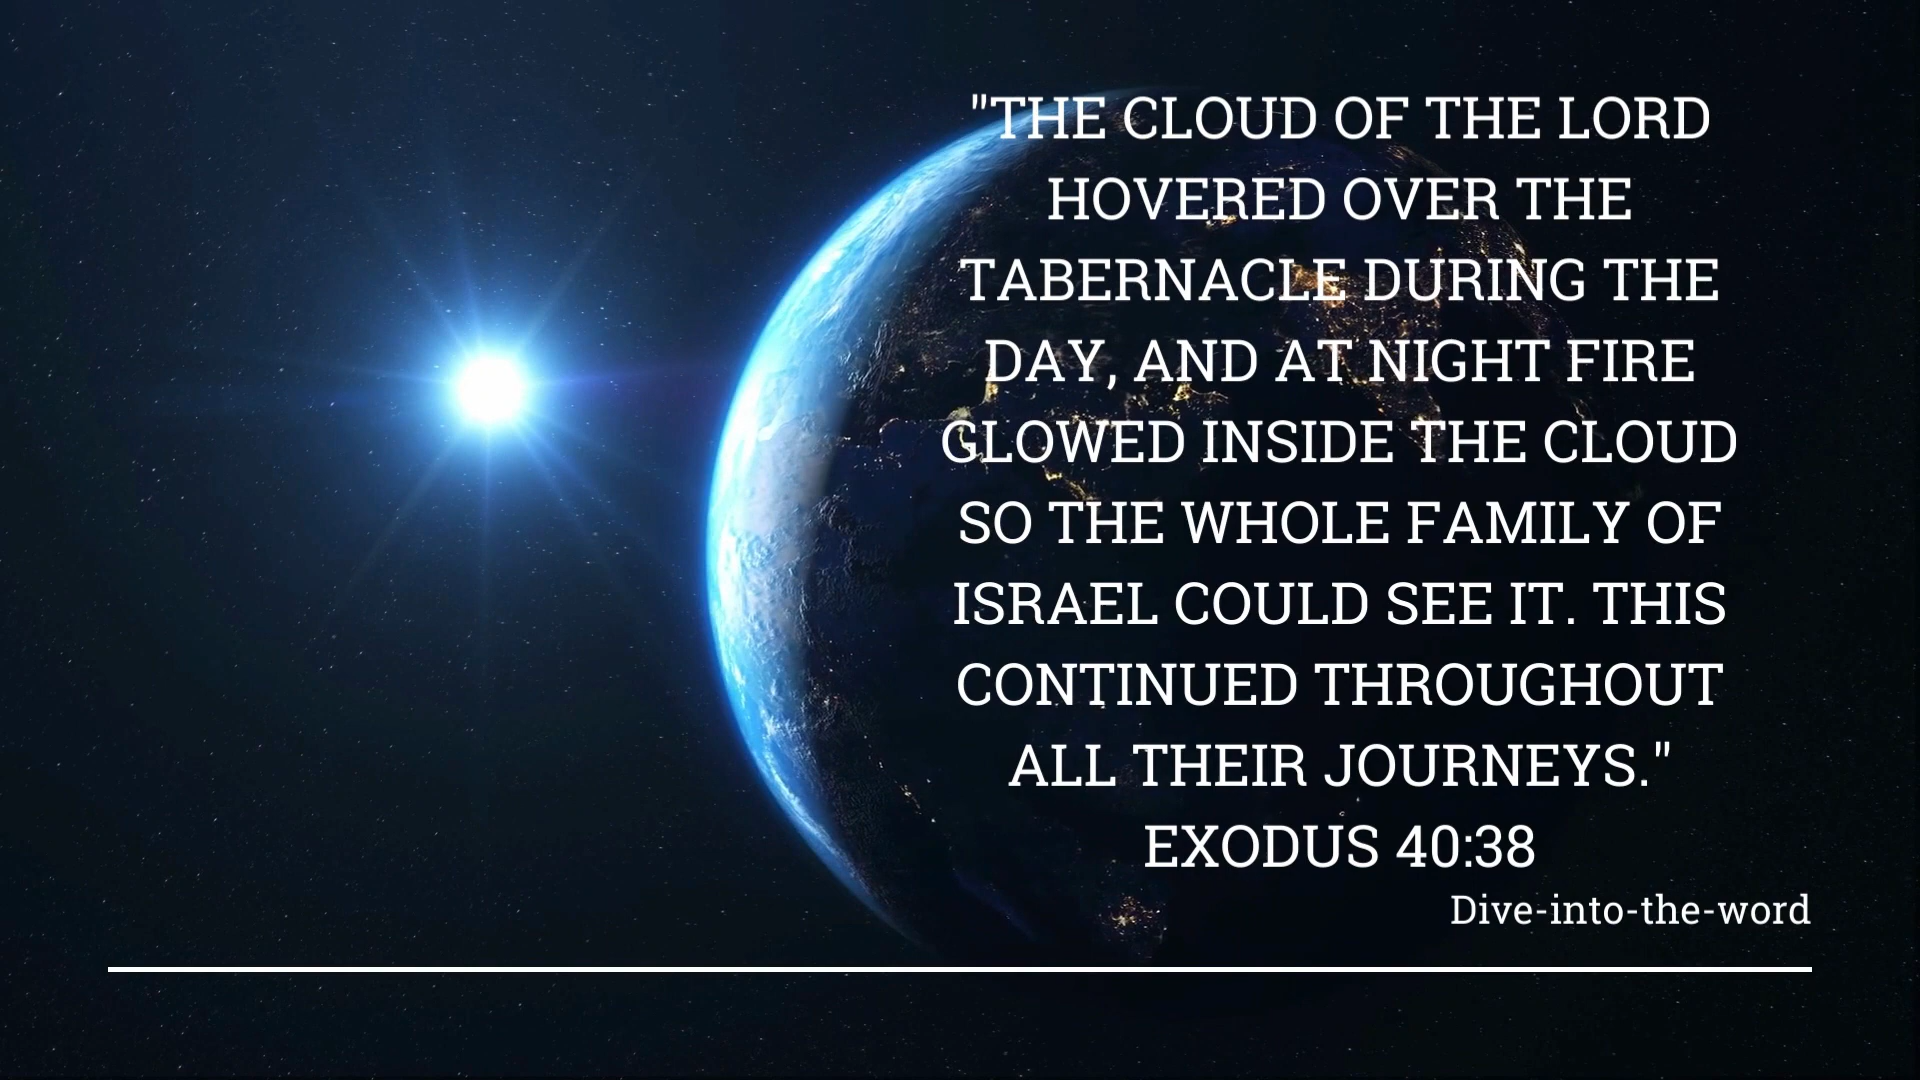 "THE CLOUD OF THE LORD
HOVERED OVER THE
TABERNACLE DURING THE
DAY, AND AT NIGHT FIRE
GLOWED INSIDE THE CLOUD
SO THE WHOLE FAMILY OF
ISRAEL COULD SEE IT. THIS
CONTINUED THROUGHOUT
ALL THEIR JOURNEYS."
EXODUS 40:38
Dive-into-the-word